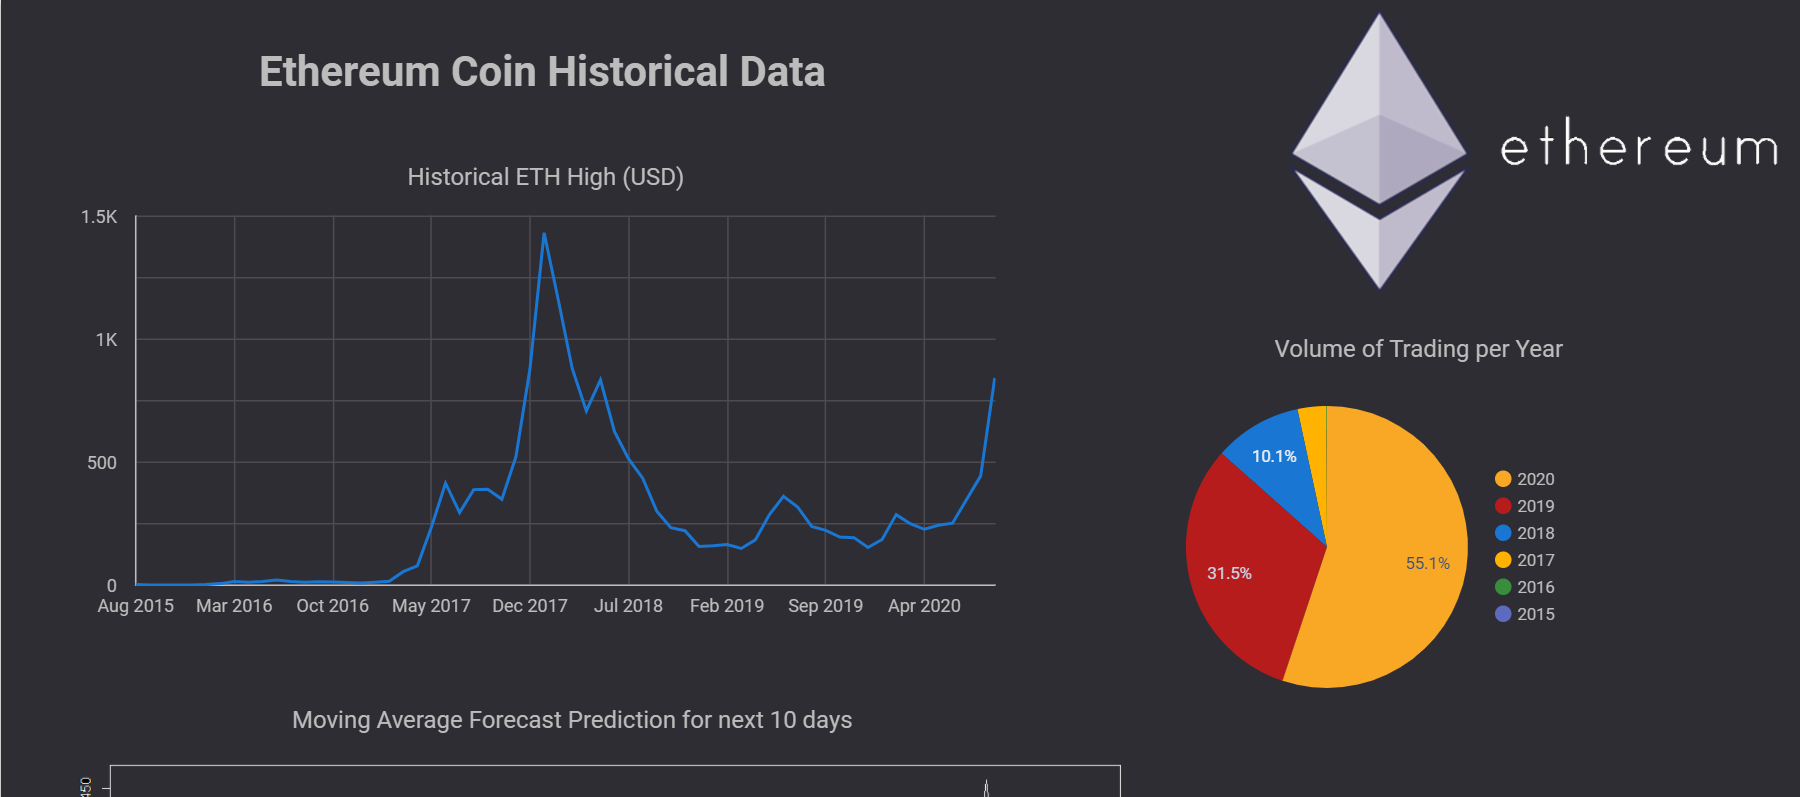 Ethereum Coin Historical Data
ethereum
Historical ETH High (USD)
1.5K
1K
500
0
Aug 2015 Mar 2016 Oct 2016 May 2017 Dec 2017 Jul 2018 Feb 2019 Sep 2019 Apr 2020
Volume of Trading per Year
10.1%
31.5%
55.1%
2020
2019
2018
2017
2016
2015
Moving Average Forecast Prediction for next 10 days
450